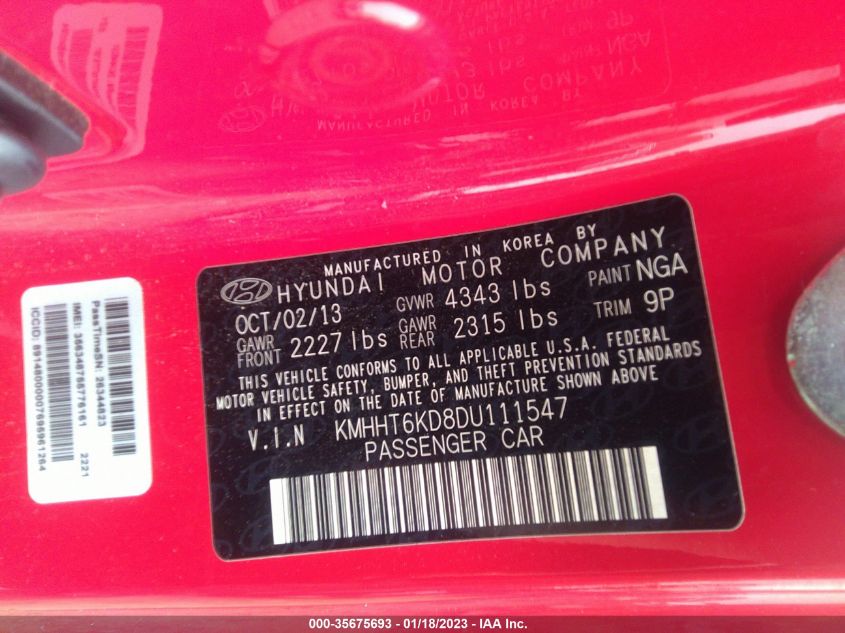 MANUFACTURED IN KOREA BY
HYUNDAI MOTOR COMPANY
OCT/02/13 GVWR 4343 lbs PAINT NGA
GAWR FRONT 2227 lbs GAWR REAR 2315 lbs TRIM 9P
THIS VEHICLE CONFORMS TO ALL APPLICABLE U.S.A. FEDERAL
MOTOR VEHICLE SAFETY, BUMPER, AND THEFT PREVENTION STANDARDS
IN EFFECT ON THE DATE OF MANUFACTURE SHOWN ABOVE
V.I.N KMHHT6KD8DU111547
PASSENGER CAR
PassTimeSN: 28344823
2221
000-35675693 - 01/18/2023 - IAA Inc.